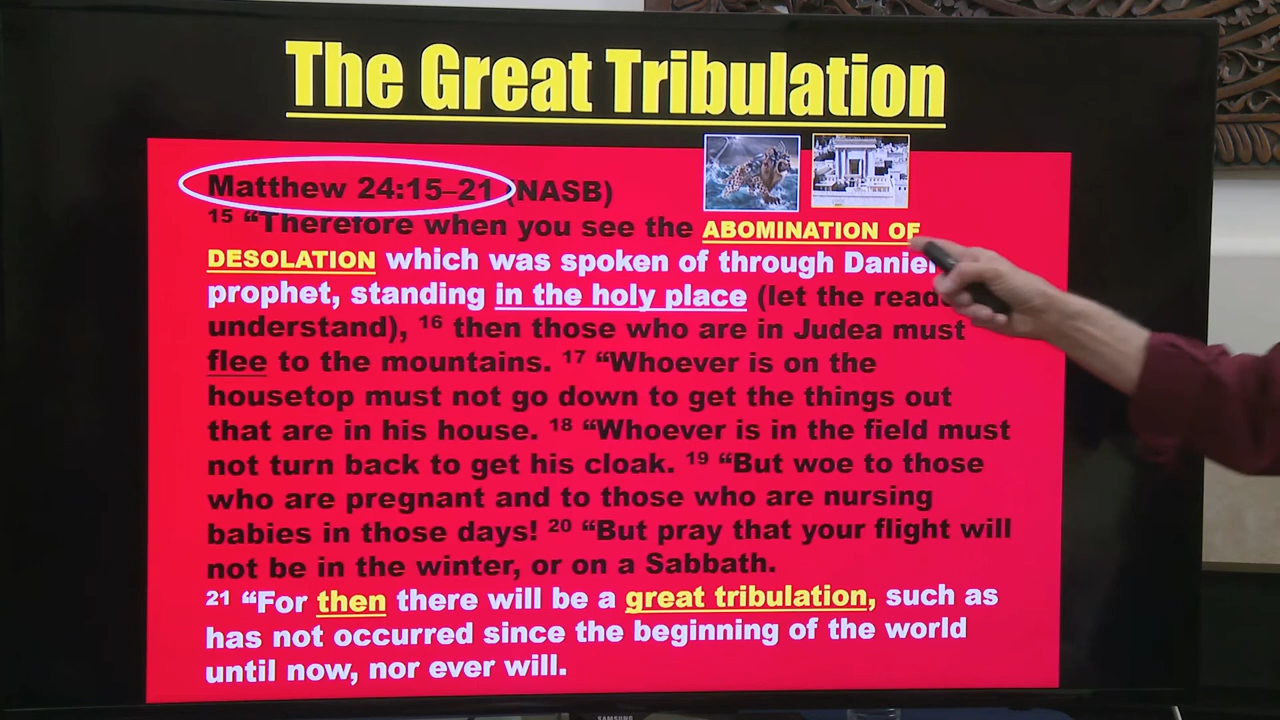 The Great Tribulation
Matthew 24:15–21 (NASB)
15 “Therefore when you see the ABOMINATION OF
DESOLATION which was spoken of through Daniel
prophet, standing in the holy place (let the
understand), 16 then those who are in Judea must
flee to the mountains. 17 “Whoever is on the
housetop must not go down to get the things out
that are in his house. 18 “Whoever is in the field must
not turn back to get his cloak. 19 “But woe to those
who are pregnant and to those who are nursing
babies in those days! 20 “But pray that your flight will
not be in the winter, or on a Sabbath.
21 “For then there will be a great tribulation, such as
has not occurred since the beginning of the world
until now, nor ever will.
SAMSUNG